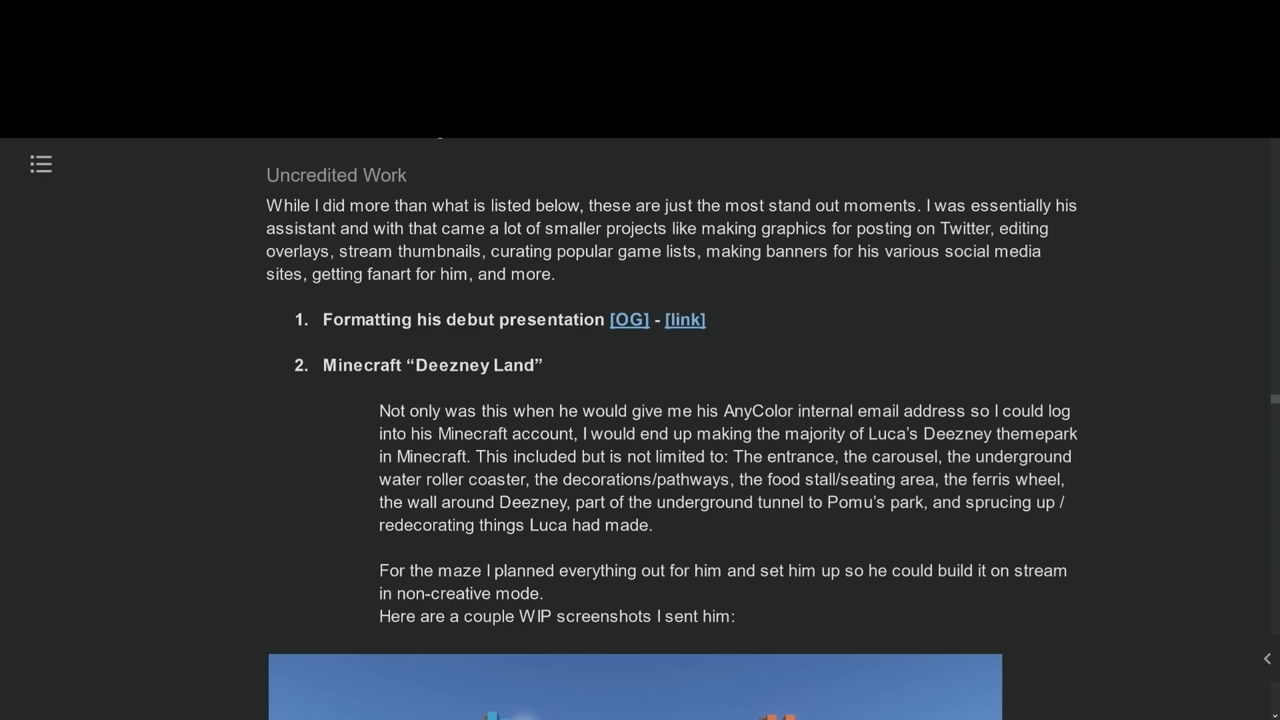 Uncredited Work
While I did more than what is listed below, these are just the most stand out moments. I was essentially his
assistant and with that came a lot of smaller projects like making graphics for posting on Twitter, editing
overlays, stream thumbnails, curating popular game lists, making banners for his various social media
sites, getting fanart for him, and more.
1. Formatting his debut presentation [OG] - [link]
2. Minecraft “Deezney Land”
Not only was this when he would give me his AnyColor internal email address so I could log
into his Minecraft account, I would end up making the majority of Luca’s Deezney themepark
in Minecraft. This included but is not limited to: The entrance, the carousel, the underground
water roller coaster, the decorations/pathways, the food stall/seating area, the ferris wheel,
the wall around Deezney, part of the underground tunnel to Pomu’s park, and sprucing up /
redecorating things Luca had made.
For the maze I planned everything out for him and set him up so he could build it on stream
in non-creative mode.
Here are a couple WIP screenshots I sent him: